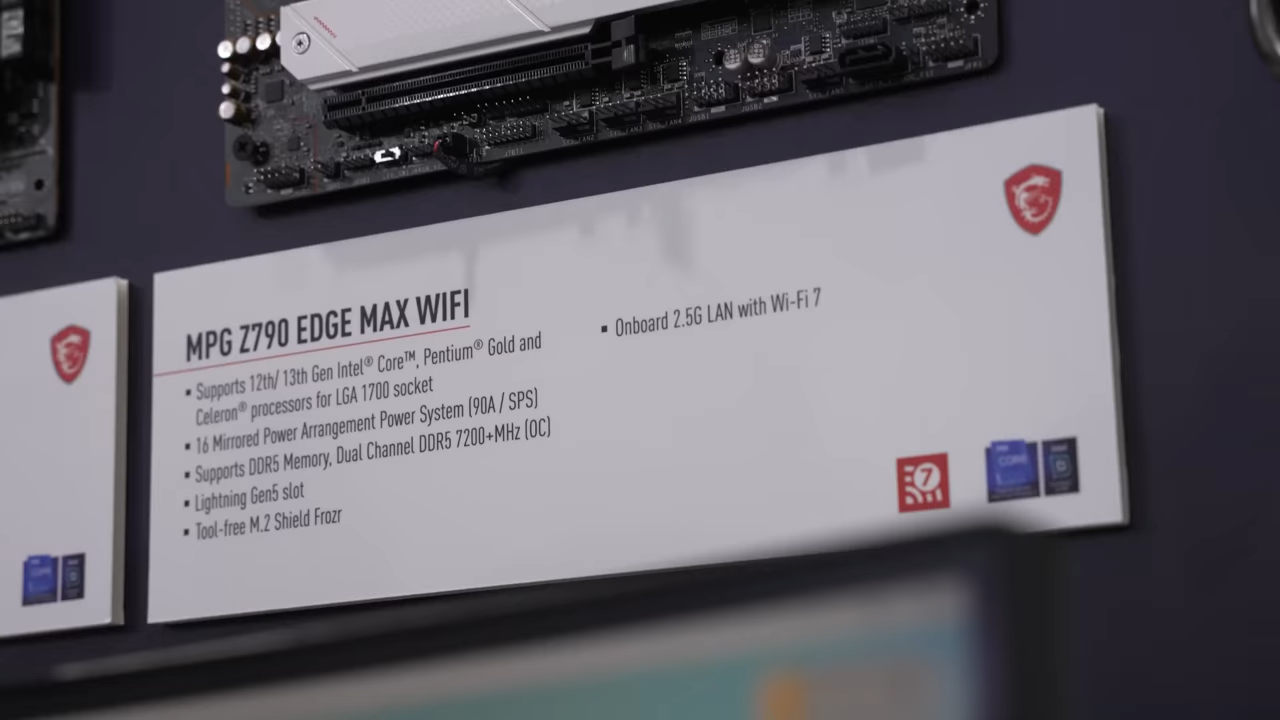 MPG Z790 EDGE MAX WIFI
▪ Supports 12th/ 13th Gen Intel® Core™, Pentium® Gold and
Celeron® processors for LGA 1700 socket
▪ 16 Mirrored Power Arrangement Power System (90A / SPS)
▪ Supports DDR5 Memory, Dual Channel DDR5 7200+MHz (OC)
▪ Lightning Gen5 slot
▪ Tool-free M.2 Shield Frozr
▪ Onboard 2.5G LAN with Wi-Fi 7
7
CORE